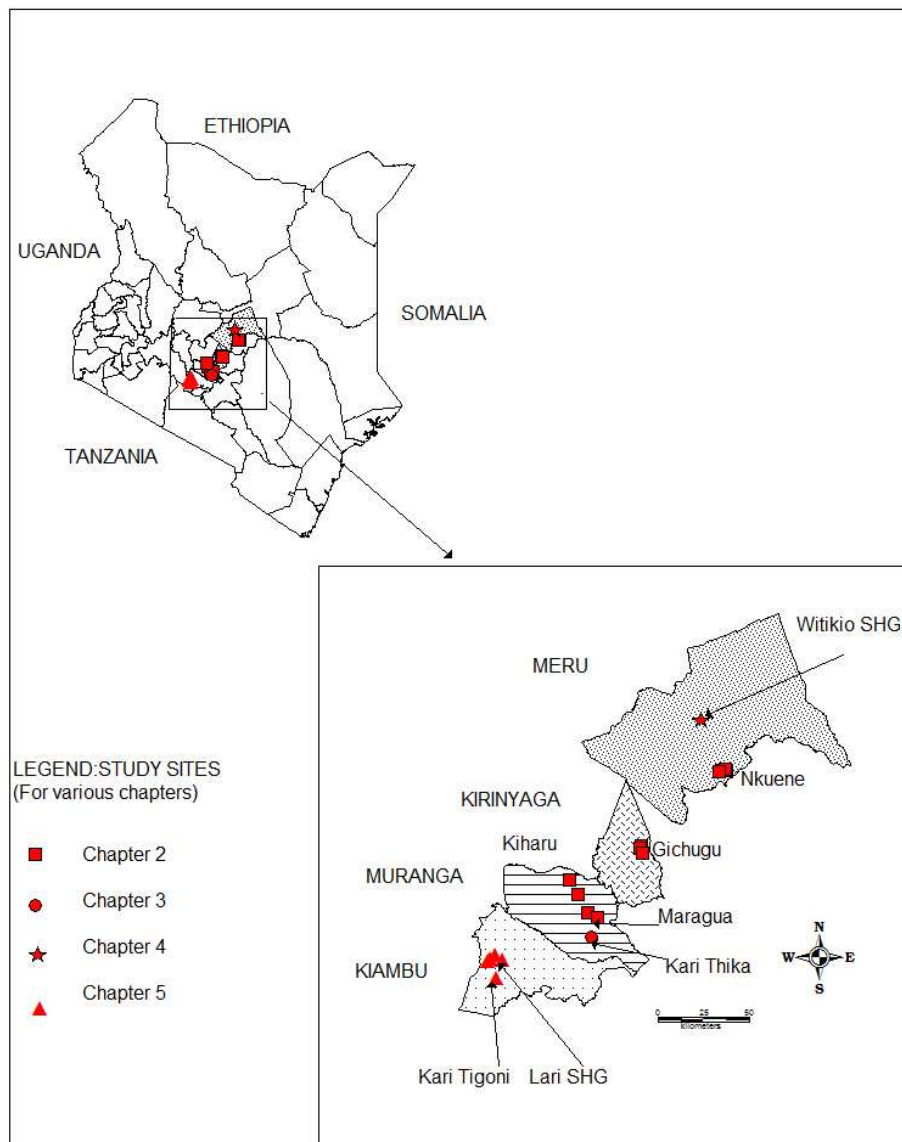 ETHIOPIA
UGANDA
SOMALIA
TANZANIA
Witikio SHG
MERU
Nkuene
KIRINYAGA
Kiharu
Gichugu
MURANGA
Maragua
Kari Thika
KIAMBU
N
W E
S
0 25 50
kilometers
Kari Tigoni
Lari SHG
LEGEND:STUDY SITES
(For various chapters)
Chapter 2
Chapter 3
Chapter 4
Chapter 5